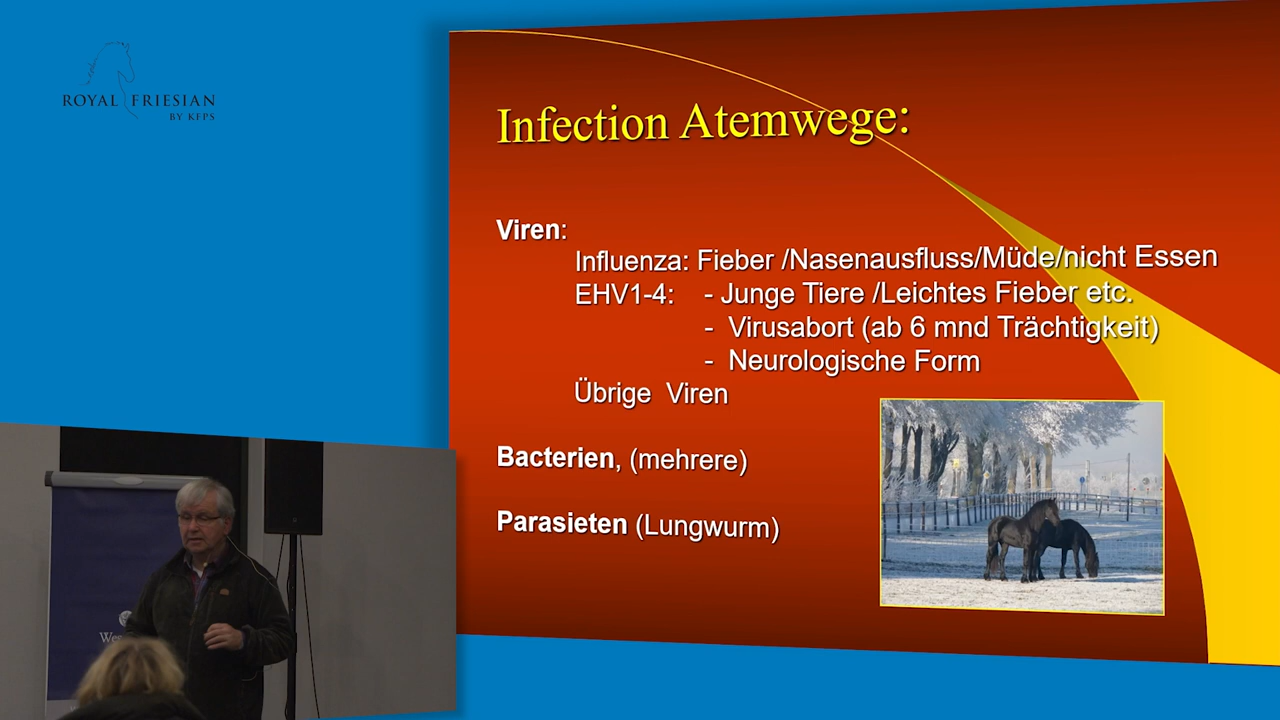 ROYAL FRIESIAN
BY KFPS
Infection Atemwege:
Viren:
Influenza: Fieber /Nasenausfluss/Müde/nicht Essen
EHV1-4: - Junge Tiere /Leichtes Fieber etc.
- Virusabort (ab 6 mnd Trächtigkeit)
- Neurologische Form
Übrige Viren
Bacterien, (mehrere)
Parasieten (Lungwurm)